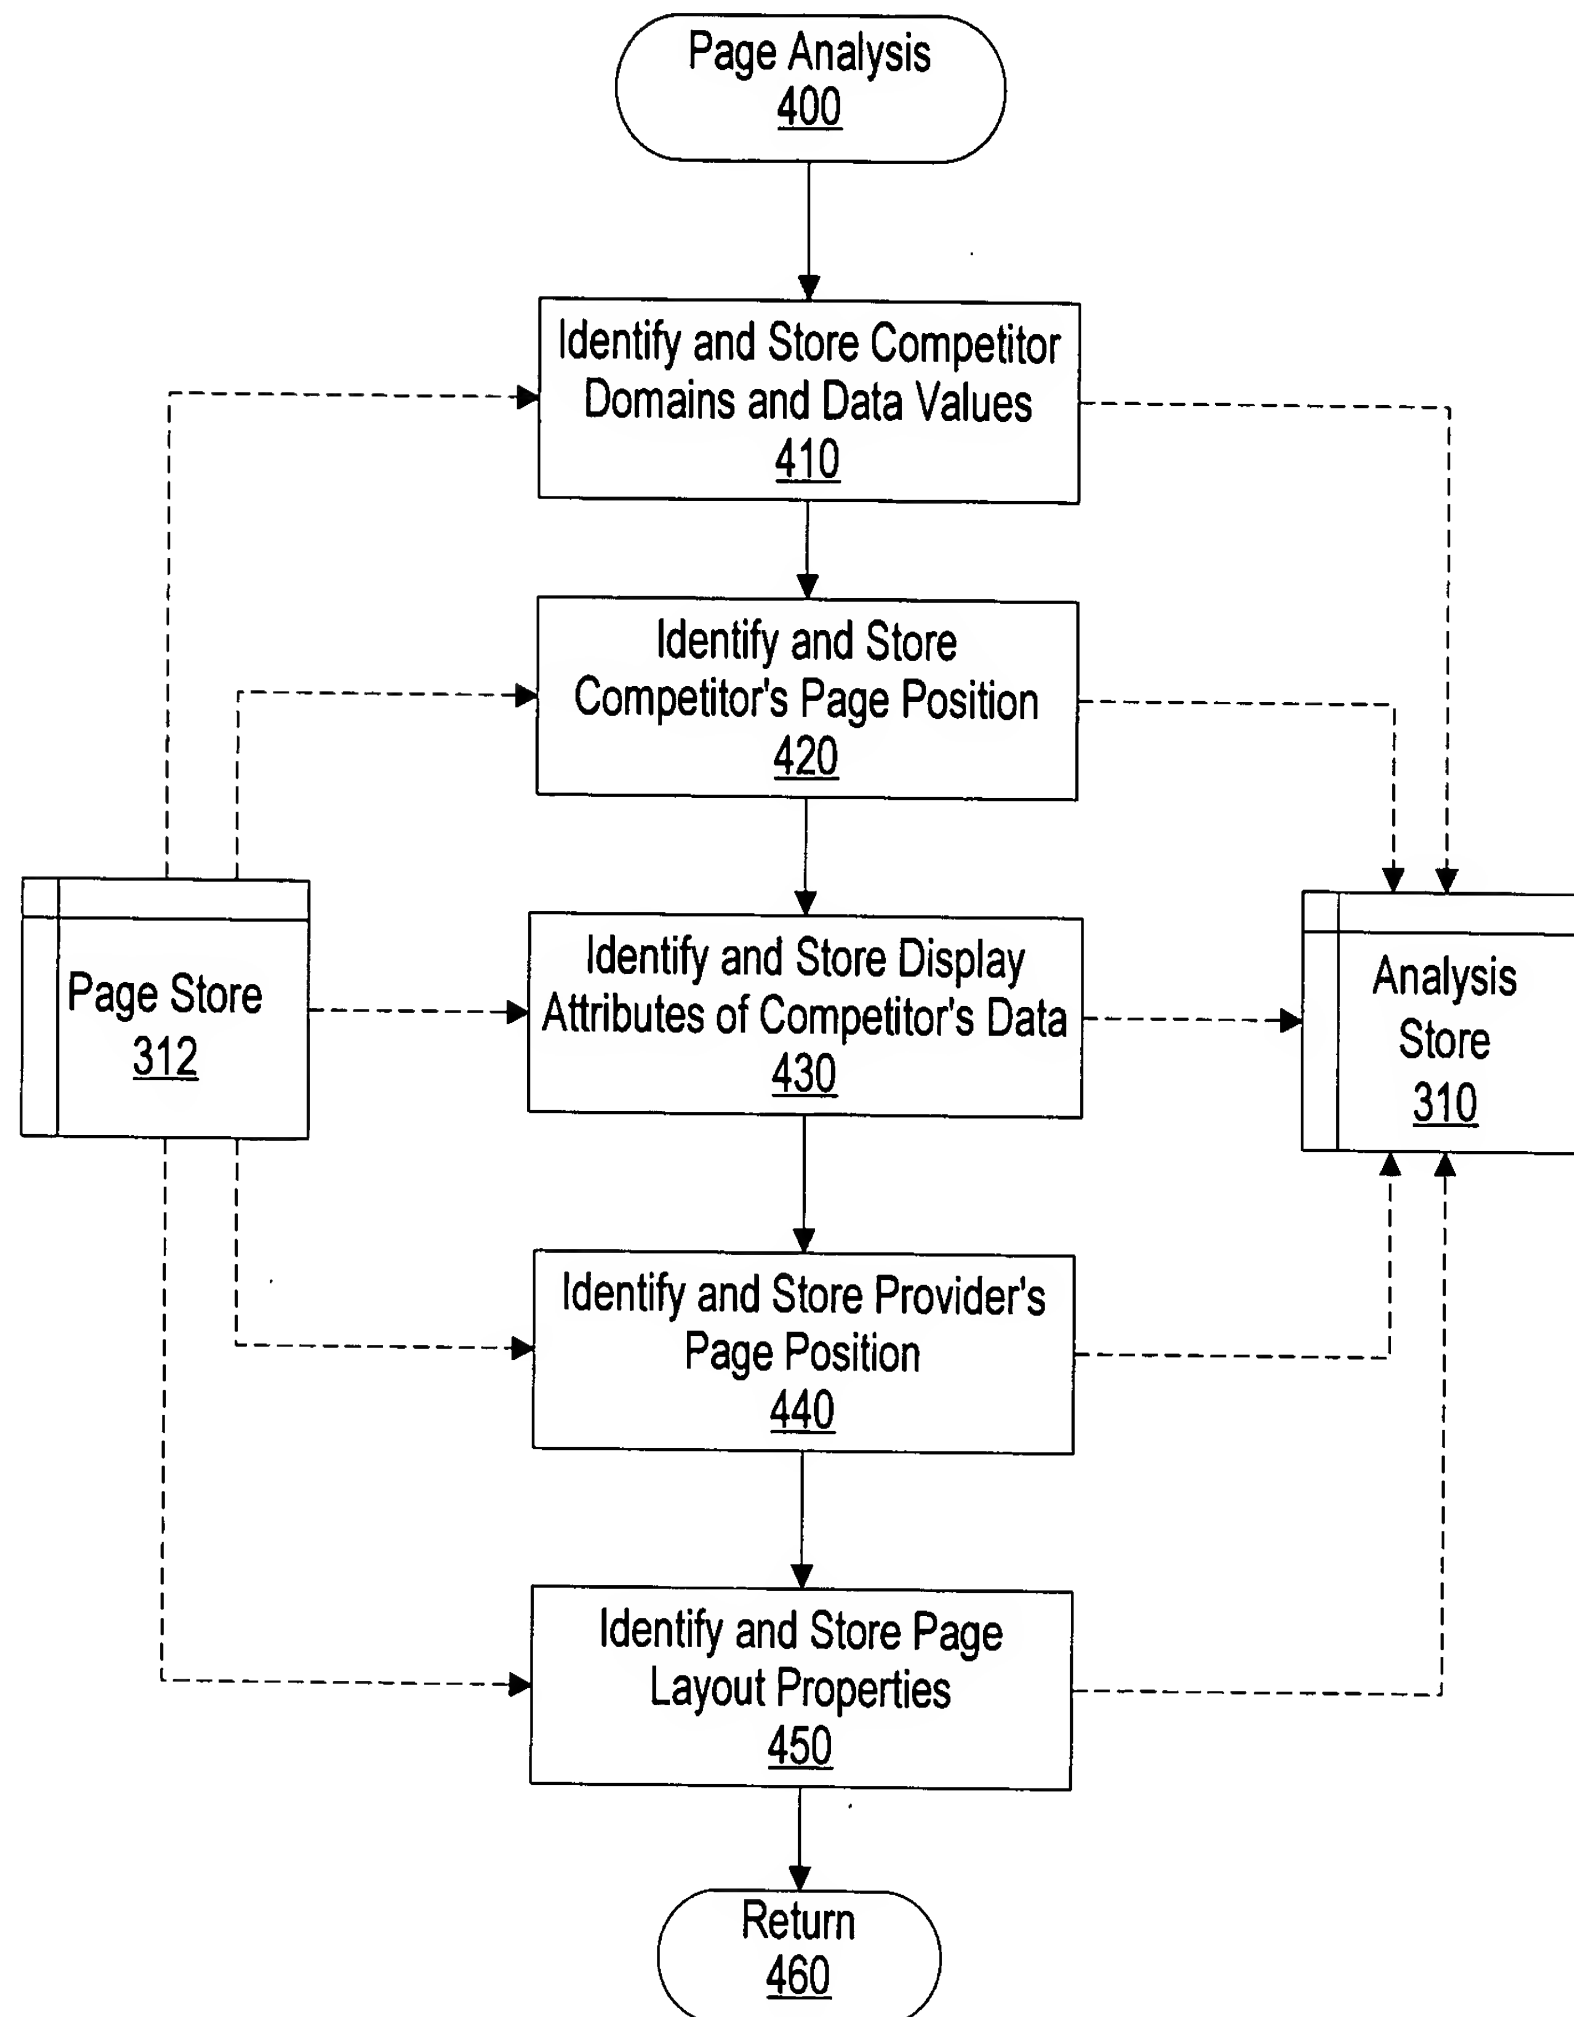 Page Analysis
400
Identify and Store Competitor
Domains and Data Values
410
Identify and Store
Competitor's Page Position
420
Page Store
312
Identify and Store Display
Attributes of Competitor's Data
430
Analysis
Store
310
Identify and Store Provider's
Page Position
440
Identify and Store Page
Layout Properties
450
Return
460